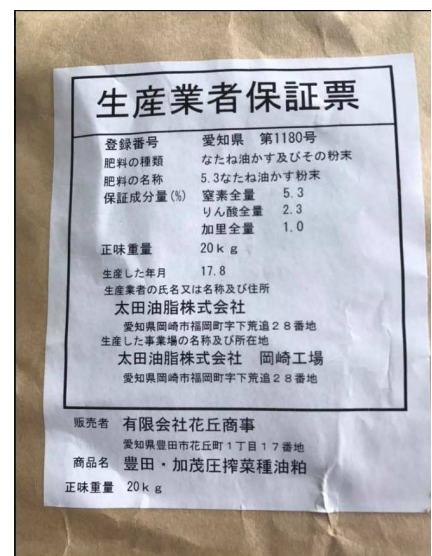 生産業者保証票
登録番号 愛知県 第1180号
肥料の種類 なたね油かす及びその粉末
肥料の名称 5.3なたね油かす粉末
保証成分量(%) 窒素全量 5.3
りん酸全量 2.3
加里全量 1.0
正味重量 20kg
生産した年月 17.8
生産業者の氏名又は名称及び住所
太田油脂株式会社
愛知県岡崎市福岡町字下荒追28番地
生産した事業場の名称及び所在地
太田油脂株式会社 岡崎工場
愛知県岡崎市福岡町字下荒追28番地
販売者 有限会社花丘商事
愛知県豊田市花丘町1丁目17番地
商品名 豊田・加茂圧搾菜種油粕
正味重量 20kg